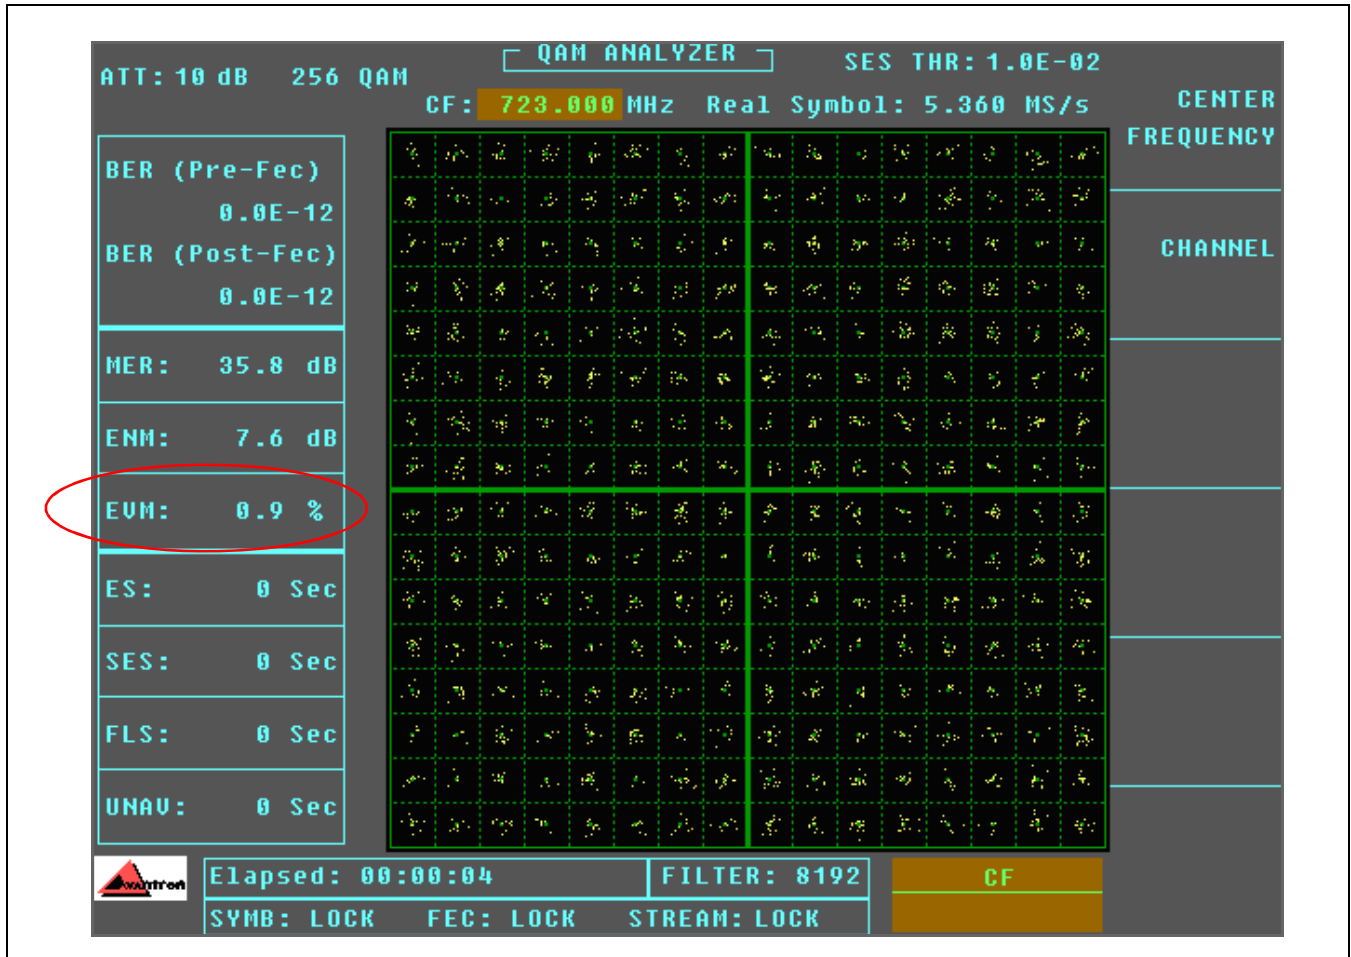 QAM ANALYZER
ATT: 10 dB 256 QAM SES THR: 1.0E-02
CF: 723.000 MHz Real Symbol: 5.360 MS/s
CENTER
FREQUENCY
CHANNEL
BER (Pre-Fec)
0.0E-12
BER (Post-Fec)
0.0E-12
MER: 35.8 dB
ENM: 7.6 dB
EVM: 0.9 %
ES: 0 Sec
SES: 0 Sec
FLS: 0 Sec
UNAV: 0 Sec
Avantron
Elapsed: 00:00:04 FILTER: 8192
SYMB: LOCK FEC: LOCK STREAM: LOCK
CF